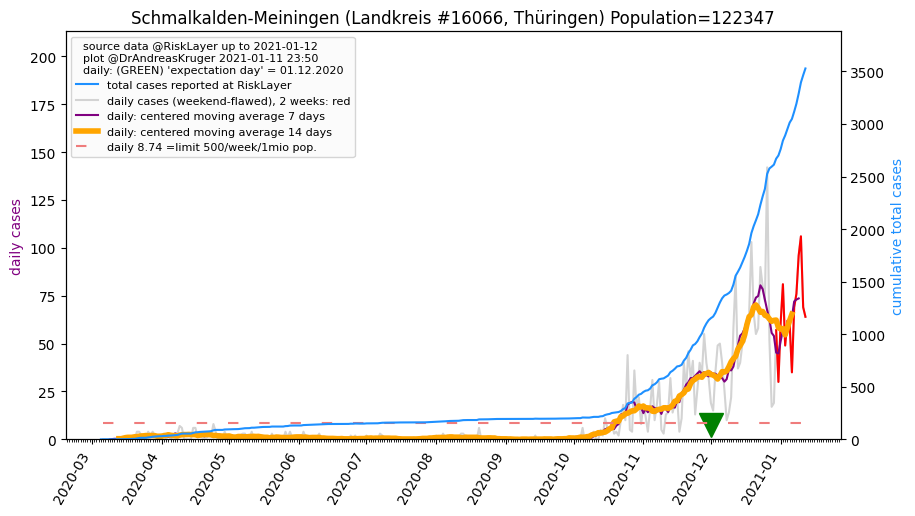 Schmalkalden-Meiningen (Landkreis #16066, Thüringen) Population=122347
source data @RiskLayer up to 2021-01-12
plot @DrAndreasKruger 2021-01-11 23:50
daily: (GREEN) 'expectation day' = 01.12.2020
total cases reported at RiskLayer
daily cases (weekend-flawed), 2 weeks: red
daily: centered moving average 7 days
daily: centered moving average 14 days
daily 8.74 =limit 500/week/1mio pop.
daily cases
200
175
150
125
100
75
50
25
0
cumulative total cases
3500
3000
2500
2000
1500
1000
500
0
2020-03
2020-04
2020-05
2020-06
2020-07
2020-08
2020-09
2020-10
2020-11
2020-12
2021-01